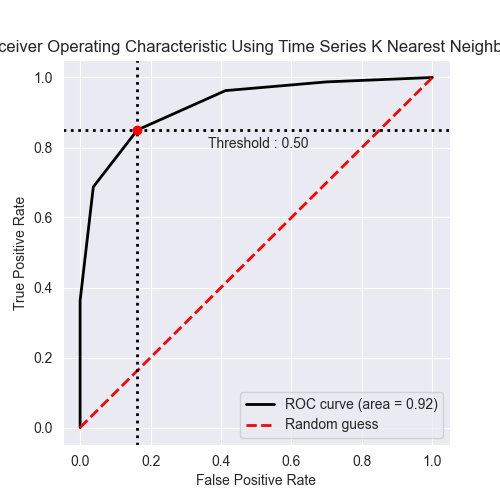 ceiver Operating Characteristic Using Time Series K Nearest Neighb
1.0
0.8
0.6
0.4
0.2
0.0
True Positive Rate
Threshold : 0.50
ROC curve (area = 0.92)
Random guess
0.0 0.2 0.4 0.6 0.8 1.0
False Positive Rate